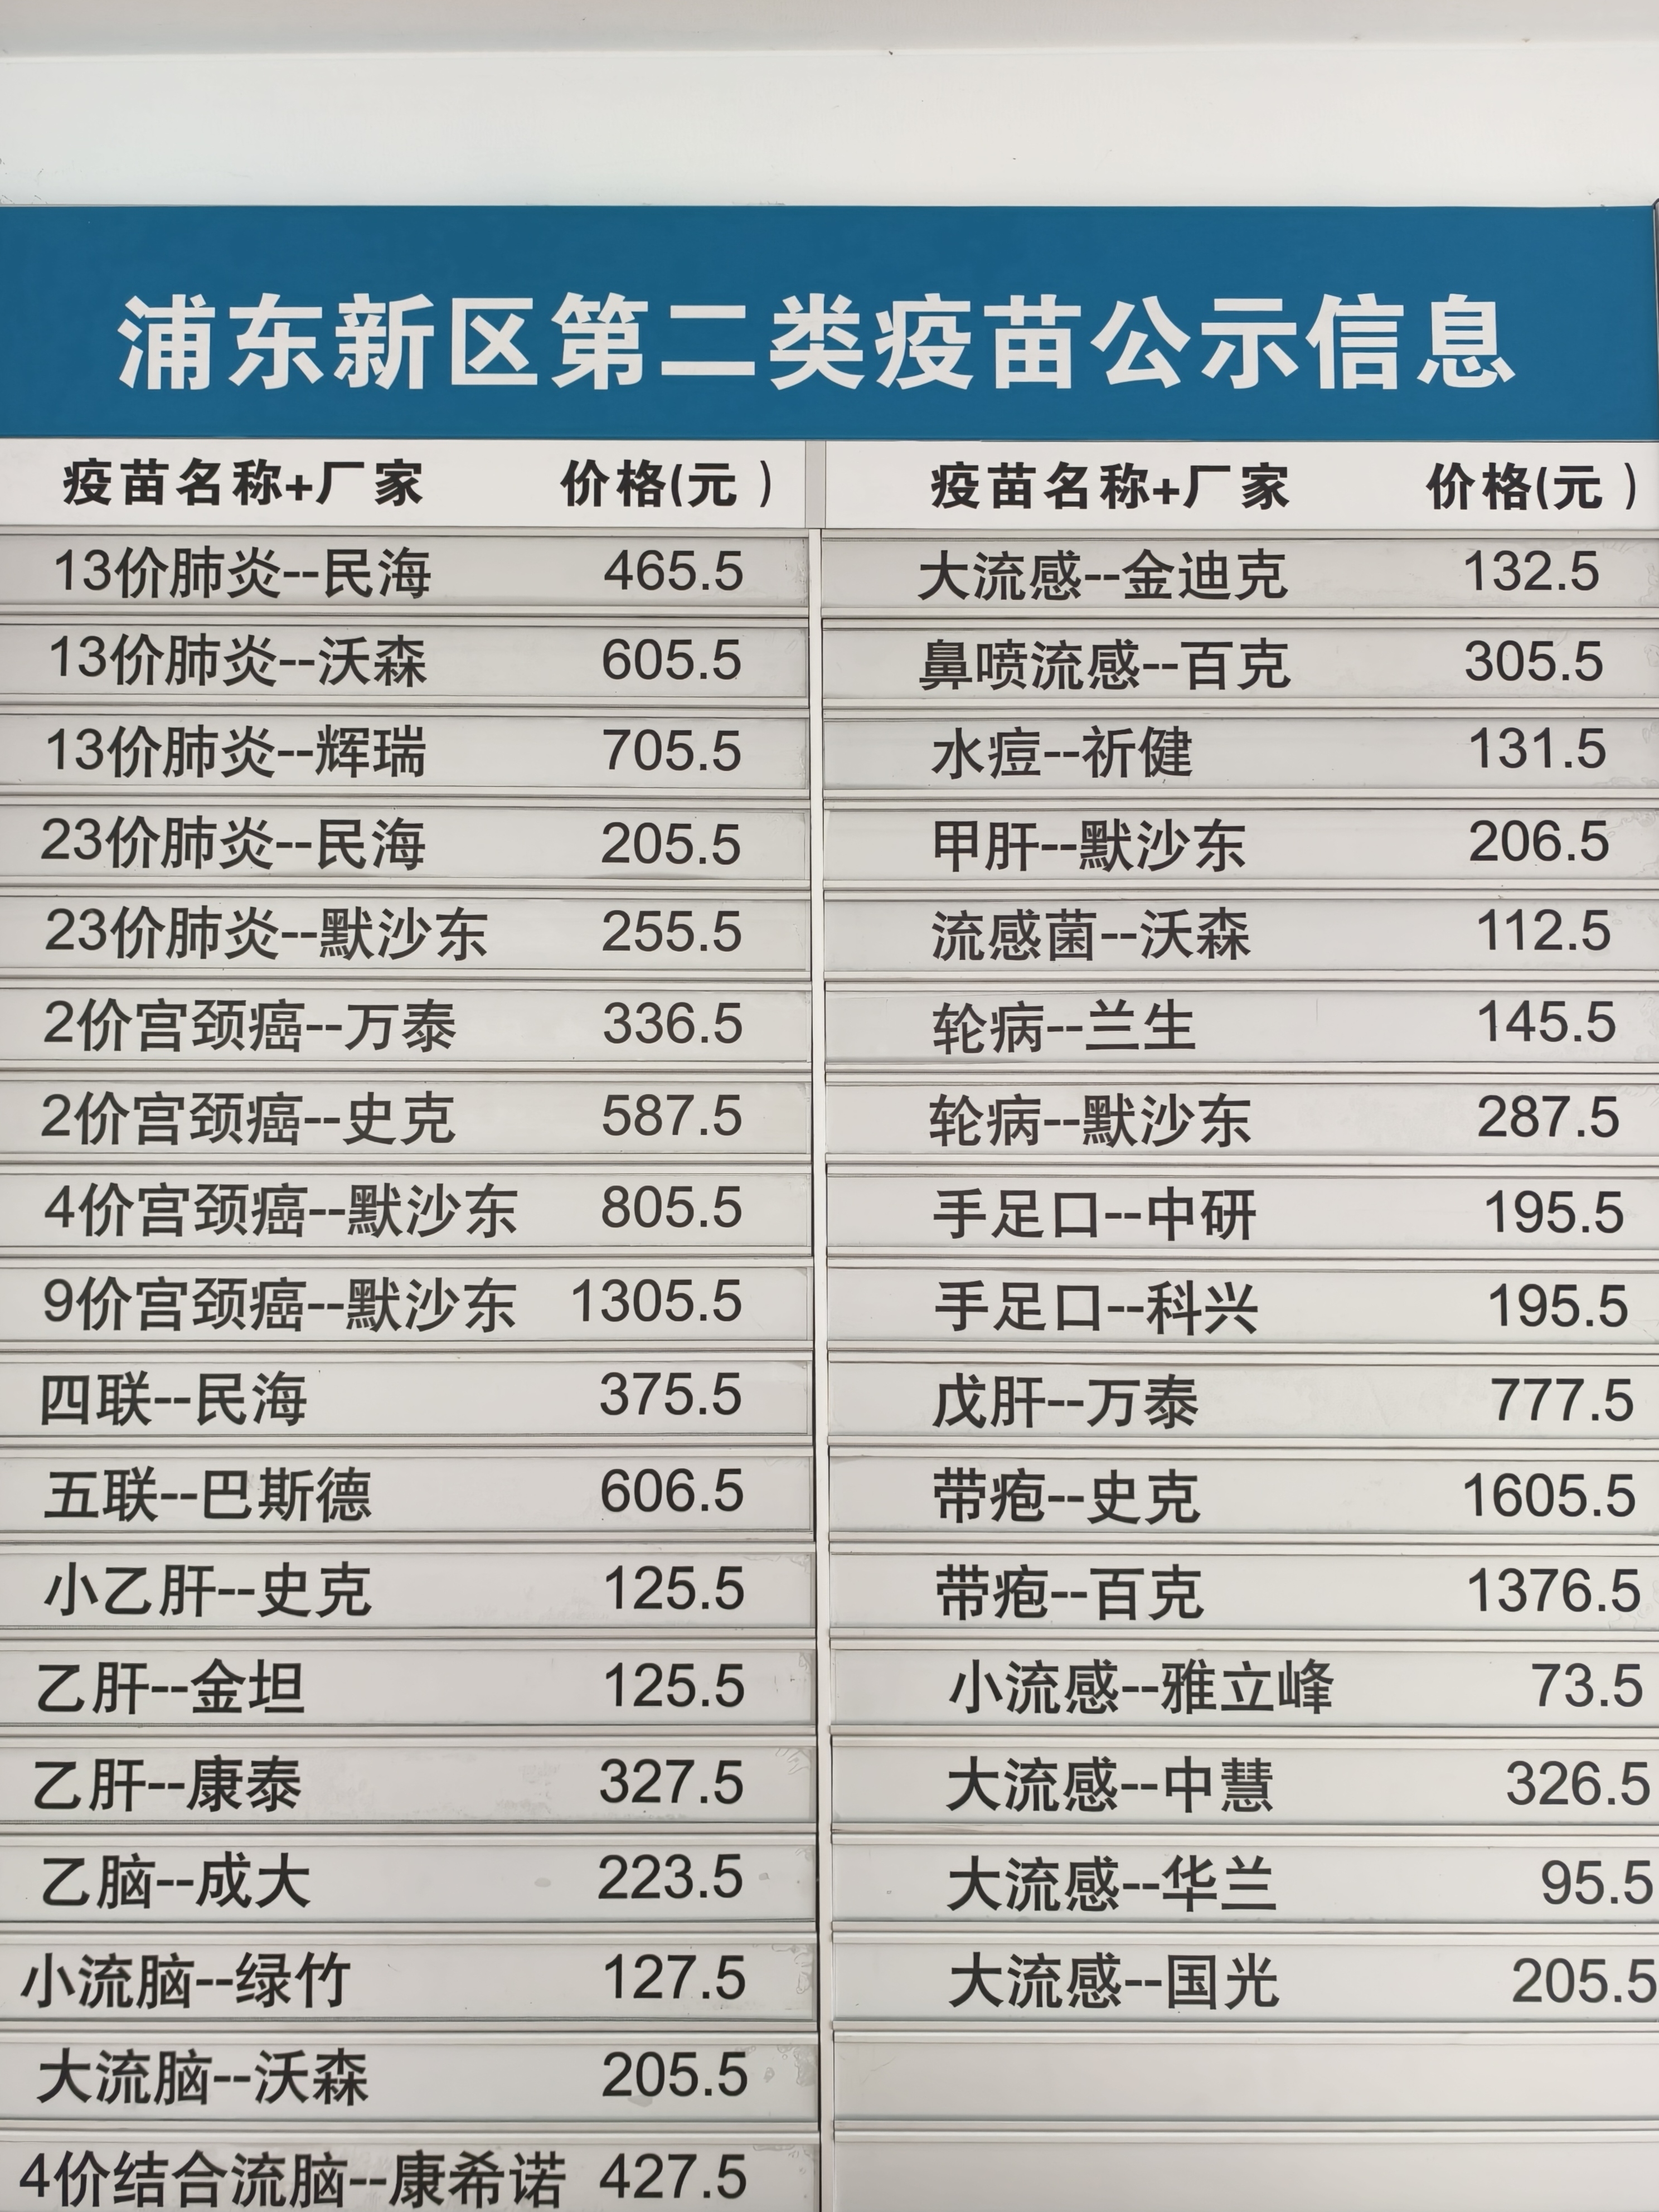 浦东新区第二类疫苗公示信息
疫苗名称+厂家 价格(元)
13价肺炎--民海 465.5
13价肺炎--沃森 605.5
13价肺炎--辉瑞 705.5
23价肺炎--民海 205.5
23价肺炎--默沙东 255.5
2价宫颈癌--万泰 336.5
2价宫颈癌--史克 587.5
4价宫颈癌--默沙东 805.5
9价宫颈癌--默沙东 1305.5
四联--民海 375.5
五联--巴斯德 606.5
小乙肝--史克 125.5
乙肝--金坦 125.5
乙肝--康泰 327.5
乙脑--成大 223.5
小流脑--绿竹 127.5
大流脑--沃森 205.5
4价结合流脑--康希诺 427.5
疫苗名称+厂家 价格(元)
大流感--金迪克 132.5
鼻喷流感--百克 305.5
水痘--祈健 131.5
甲肝--默沙东 206.5
流感菌--沃森 112.5
轮病--兰生 145.5
轮病--默沙东 287.5
手足口--中研 195.5
手足口--科兴 195.5
戊肝--万泰 777.5
带疱--史克 1605.5
带疱--百克 1376.5
小流感--雅立峰 73.5
大流感--中慧 326.5
大流感--华兰 95.5
大流感--国光 205.5